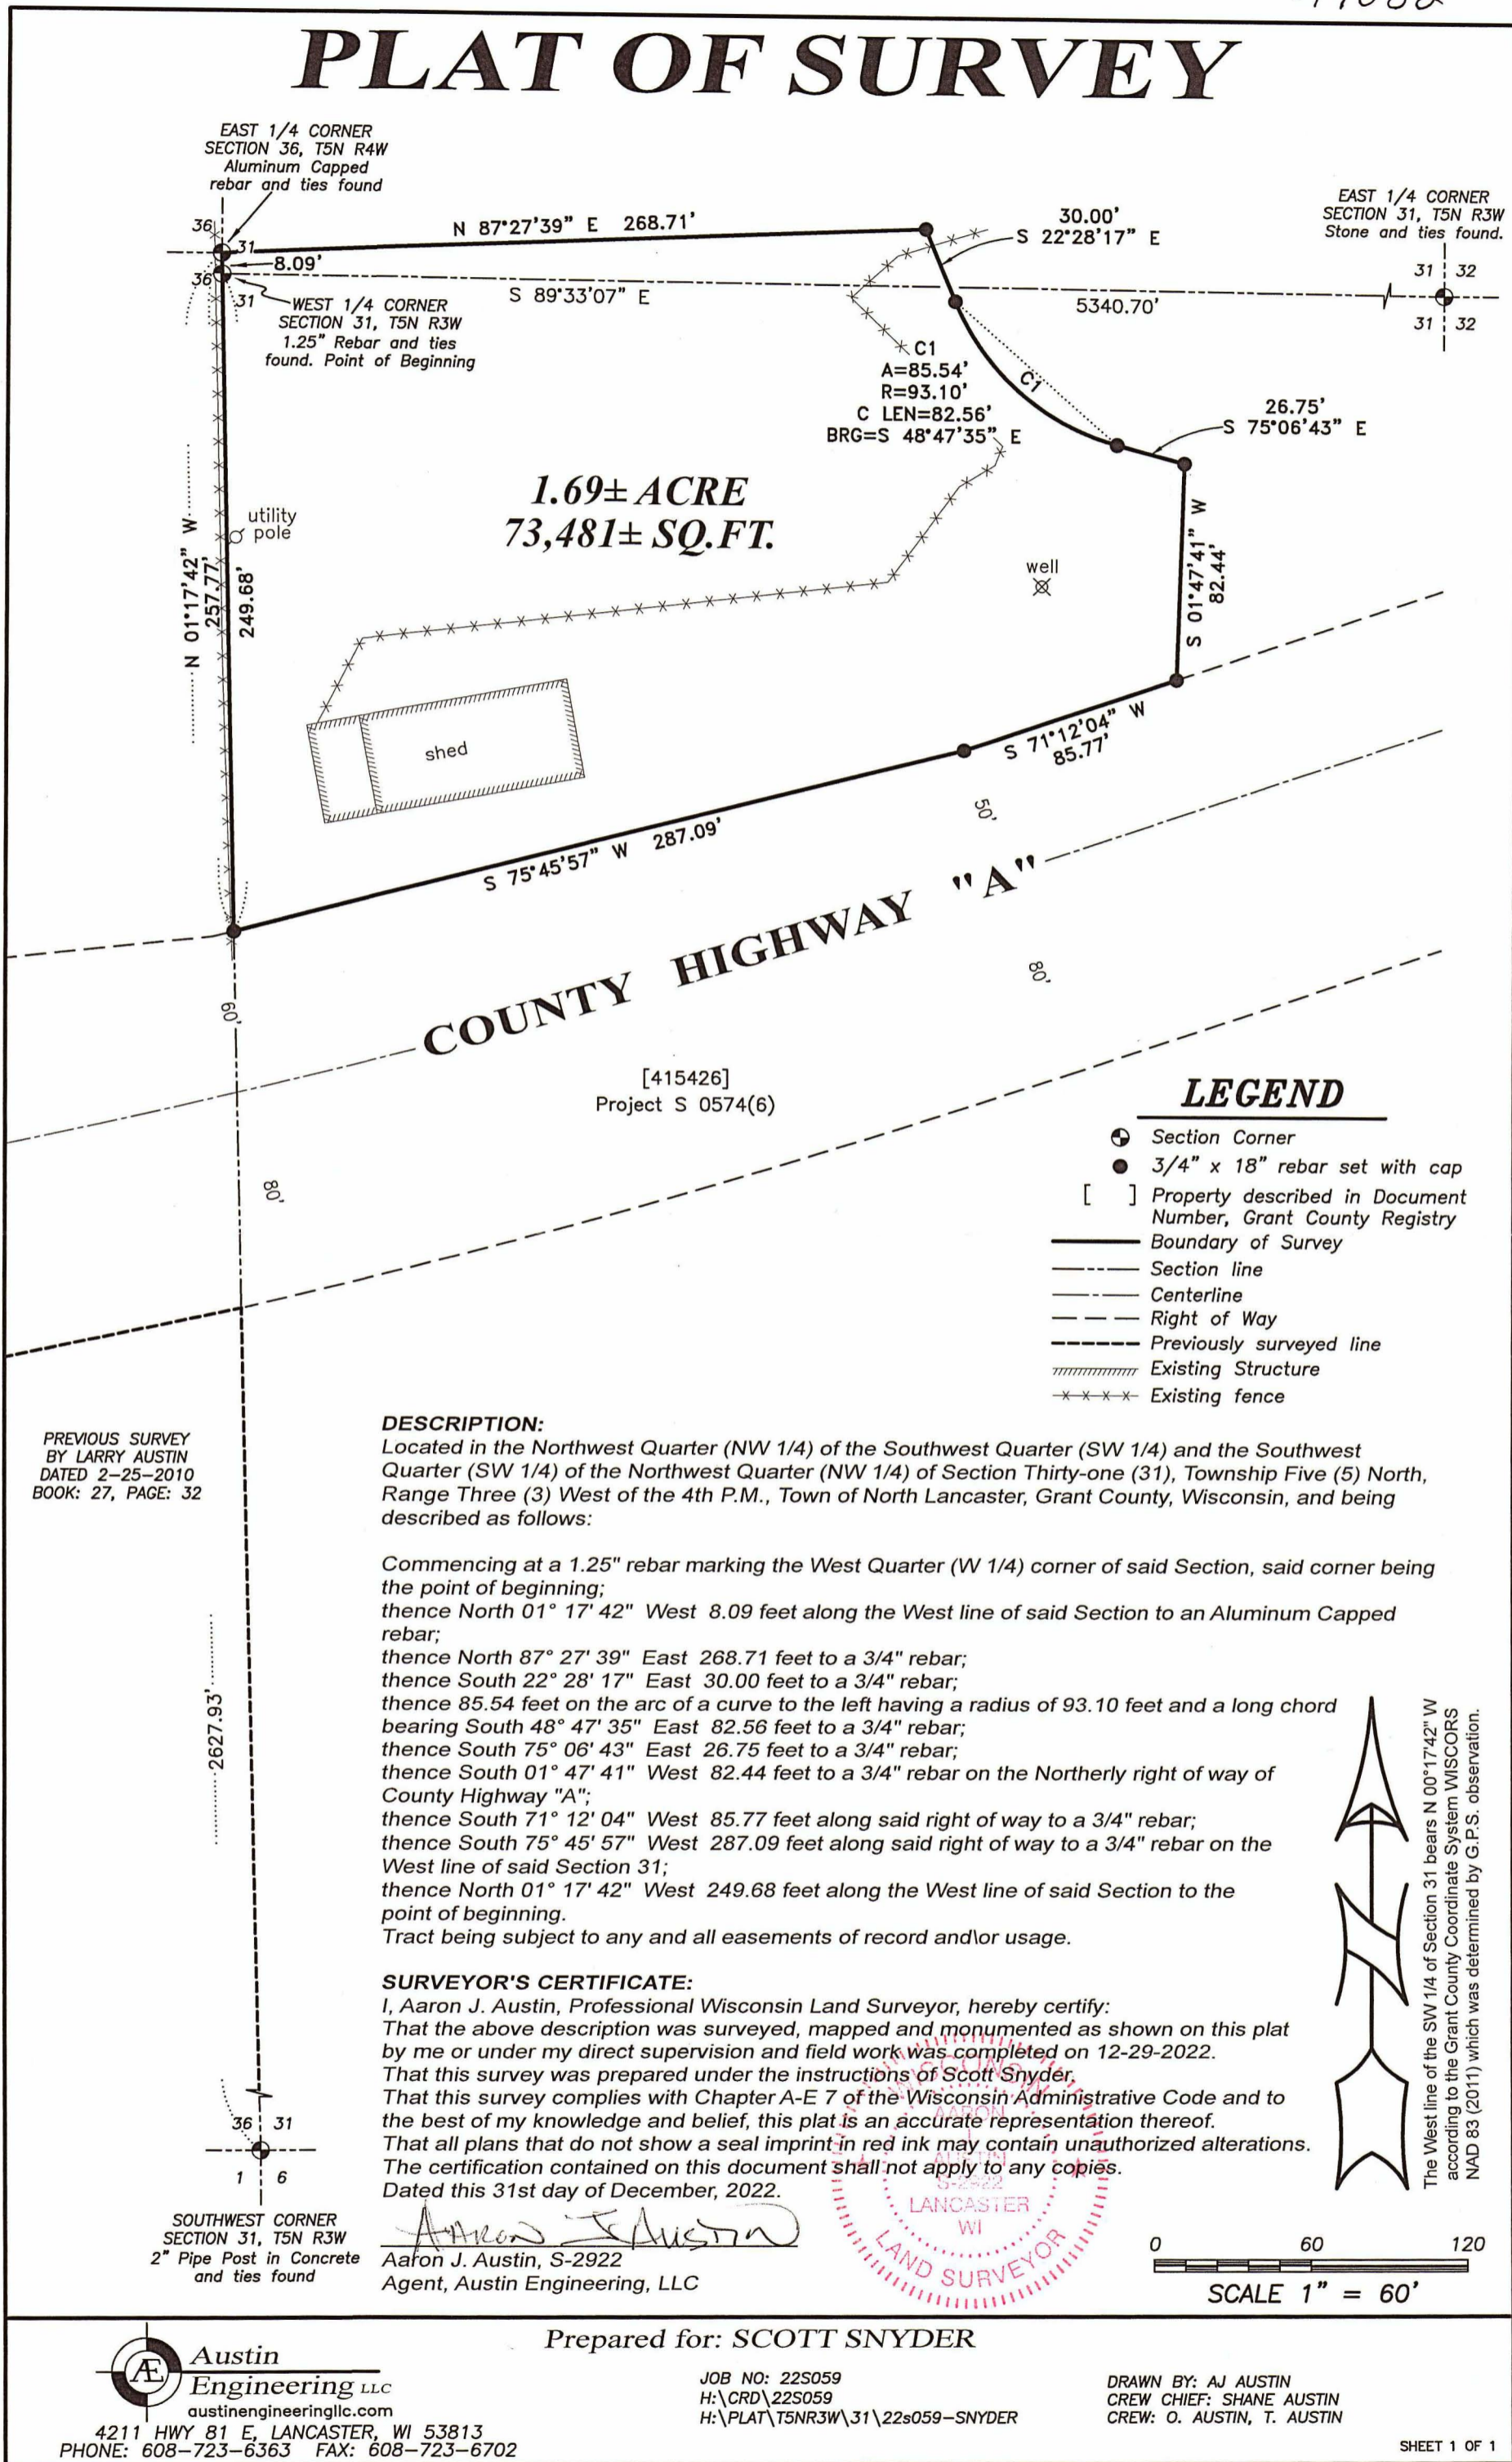 PLAT OF SURVEY
EAST 1/4 CORNER
SECTION 36, T5N R4W
Aluminum Capped
rebar and ties found
EAST 1/4 CORNER
SECTION 31, T5N R3W
Stone and ties found.
N 87°27'39" E 268.71'
30.00'
S 22°28'17" E
36
31
8.09'
36
31
WEST 1/4 CORNER
SECTION 31, T5N R3W
1.25" Rebar and ties
found. Point of Beginning
S 89°33'07" E
5340.70'
31 32
31 32
C1
A=85.54'
R=93.10'
C LEN=82.56'
BRG=S 48°47'35" E
C1
26.75'
S 75°06'43" E
1.69± ACRE
73,481± SQ.FT.
utility
pole
N 01°17'42" W
257.77'
249.68'
well
S 01°47'41" W
82.44'
shed
S 71°12'04" W
85.77'
S 75°45'57" W 287.09'
50'
COUNTY HIGHWAY "A"
80'
60'
80'
[415426]
Project S 0574(6)
LEGEND
Section Corner
3/4" x 18" rebar set with cap
[ ] Property described in Document
Number, Grant County Registry
Boundary of Survey
Section line
Centerline
Right of Way
Previously surveyed line
Existing Structure
Existing fence
PREVIOUS SURVEY
BY LARRY AUSTIN
DATED 2-25-2010
BOOK: 27, PAGE: 32
DESCRIPTION:
Located in the Northwest Quarter (NW 1/4) of the Southwest Quarter (SW 1/4) and the Southwest
Quarter (SW 1/4) of the Northwest Quarter (NW 1/4) of Section Thirty-one (31), Township Five (5) North,
Range Three (3) West of the 4th P.M., Town of North Lancaster, Grant County, Wisconsin, and being
described as follows:
Commencing at a 1.25" rebar marking the West Quarter (W 1/4) corner of said Section, said corner being
the point of beginning;
thence North 01° 17' 42" West 8.09 feet along the West line of said Section to an Aluminum Capped
rebar;
thence North 87° 27' 39" East 268.71 feet to a 3/4" rebar;
thence South 22° 28' 17" East 30.00 feet to a 3/4" rebar;
thence 85.54 feet on the arc of a curve to the left having a radius of 93.10 feet and a long chord
bearing South 48° 47' 35" East 82.56 feet to a 3/4" rebar;
thence South 75° 06' 43" East 26.75 feet to a 3/4" rebar;
thence South 01° 47' 41" West 82.44 feet to a 3/4" rebar on the Northerly right of way of
County Highway "A";
thence South 71° 12' 04" West 85.77 feet along said right of way to a 3/4" rebar;
thence South 75° 45' 57" West 287.09 feet along said right of way to a 3/4" rebar on the
West line of said Section 31;
thence North 01° 17' 42" West 249.68 feet along the West line of said Section to the
point of beginning.
Tract being subject to any and all easements of record and\or usage.
2627.93'
The West line of the SW 1/4 of Section 31 bears N 00°17'42" W
according to the Grant County Coordinate System WISCORS
NAD 83 (2011) which was determined by G.P.S. observation.
SURVEYOR'S CERTIFICATE:
I, Aaron J. Austin, Professional Wisconsin Land Surveyor, hereby certify:
That the above description was surveyed, mapped and monumented as shown on this plat
by me or under my direct supervision and field work was completed on 12-29-2022.
That this survey was prepared under the instructions of Scott Snyder.
That this survey complies with Chapter A-E 7 of the Wisconsin Administrative Code and to
the best of my knowledge and belief, this plat is an accurate representation thereof.
That all plans that do not show a seal imprint in red ink may contain unauthorized alterations.
The certification contained on this document shall not apply to any copies.
Dated this 31st day of December, 2022.
Aaron J Austin
Aaron J. Austin, S-2922
Agent, Austin Engineering, LLC
WISCONSIN
AARON
J
AUSTIN
S-2922
LANCASTER
WI
LAND SURVEYOR
36 31
1 6
SOUTHWEST CORNER
SECTION 31, T5N R3W
2" Pipe Post in Concrete
and ties found
0 60 120
SCALE 1" = 60'
Prepared for: SCOTT SNYDER
AE
Austin
Engineering LLC
austinengineeringllc.com
4211 HWY 81 E, LANCASTER, WI 53813
PHONE: 608-723-6363 FAX: 608-723-6702
JOB NO: 22S059
H:\CRD\22S059
H:\PLAT\T5NR3W\31\22s059-SNYDER
DRAWN BY: AJ AUSTIN
CREW CHIEF: SHANE AUSTIN
CREW: O. AUSTIN, T. AUSTIN
SHEET 1 OF 1